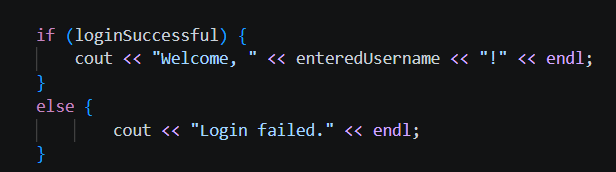 if (loginSuccessful) {
    cout << "Welcome, " << enteredUsername << "!" << endl;
}
else {
        cout << "Login failed." << endl;
}